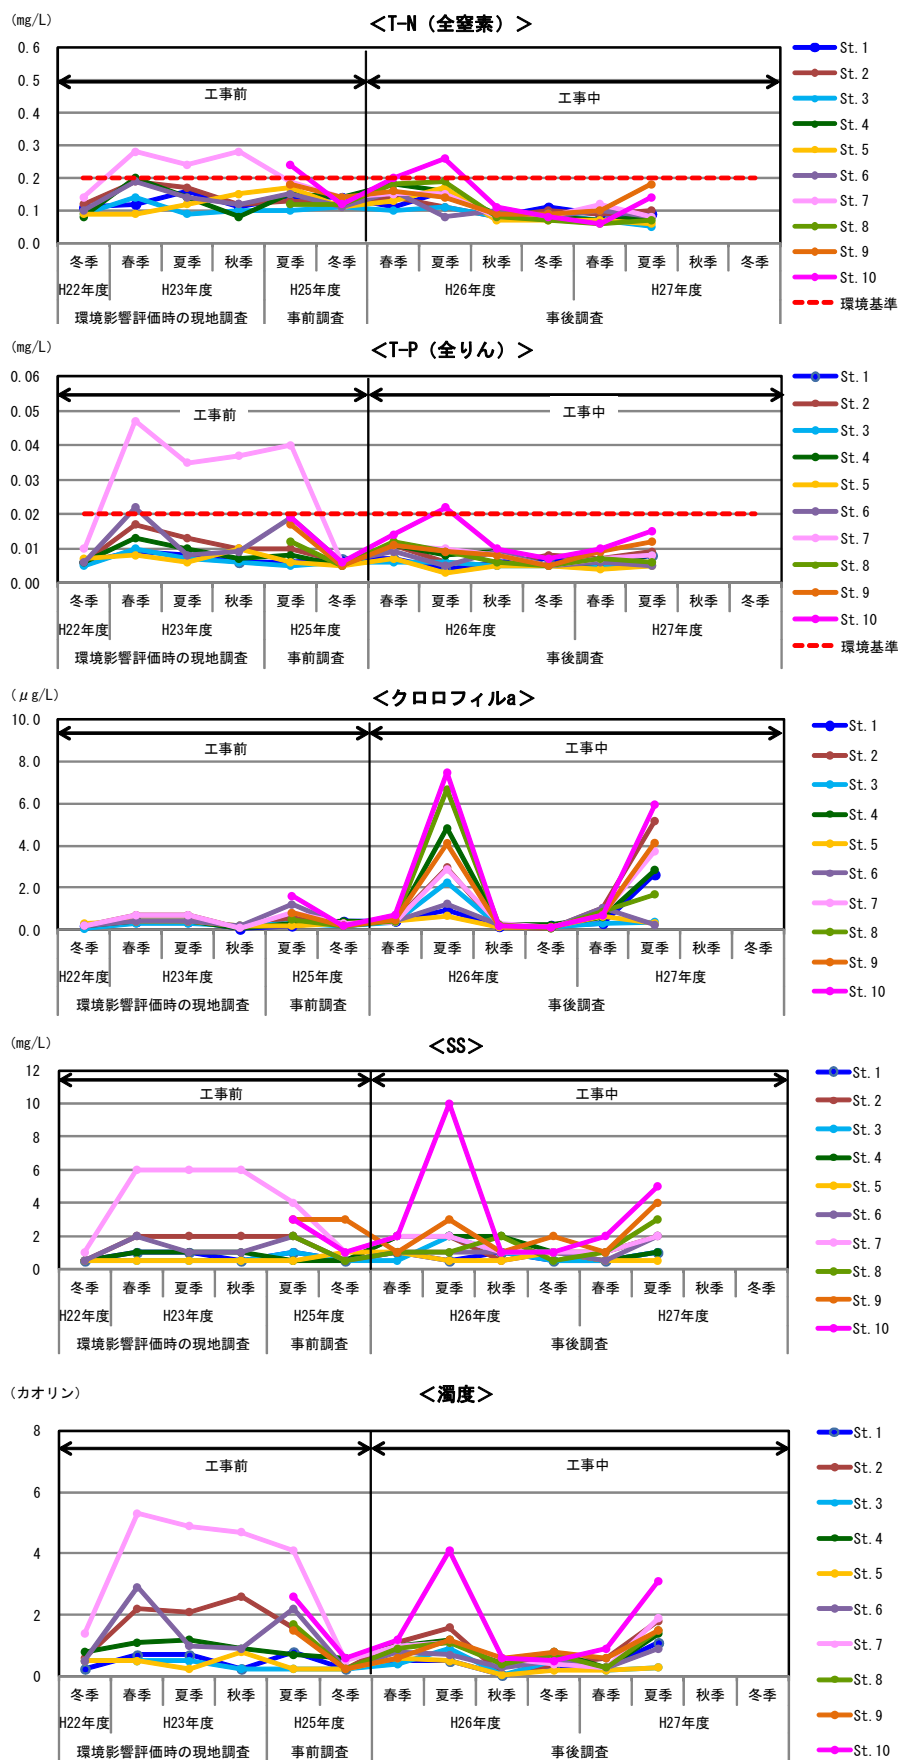 (mg/L)
＜T-N（全窒素）＞
0.6
0.5
0.4
0.3
0.2
0.1
0.0
工事前
工事中
冬季 春季 夏季 秋季 夏季 冬季 春季 夏季 秋季 冬季 春季 夏季 秋季 冬季
H22年度 H23年度 H25年度 H26年度 H27年度
環境影響評価時の現地調査 事前調査 事後調査
St.1
St.2
St.3
St.4
St.5
St.6
St.7
St.8
St.9
St.10
環境基準
(mg/L)
＜T-P（全りん）＞
0.06
0.05
0.04
0.03
0.02
0.01
0.00
工事前
工事中
冬季 春季 夏季 秋季 夏季 冬季 春季 夏季 秋季 冬季 春季 夏季 秋季 冬季
H22年度 H23年度 H25年度 H26年度 H27年度
環境影響評価時の現地調査 事前調査 事後調査
St.1
St.2
St.3
St.4
St.5
St.6
St.7
St.8
St.9
St.10
環境基準
(μg/L)
＜クロロフィルa＞
10.0
8.0
6.0
4.0
2.0
0.0
工事前
工事中
冬季 春季 夏季 秋季 夏季 冬季 春季 夏季 秋季 冬季 春季 夏季 秋季 冬季
H22年度 H23年度 H25年度 H26年度 H27年度
環境影響評価時の現地調査 事前調査 事後調査
St.1
St.2
St.3
St.4
St.5
St.6
St.7
St.8
St.9
St.10
(mg/L)
＜SS＞
12
10
8
6
4
2
0
工事前
工事中
冬季 春季 夏季 秋季 夏季 冬季 春季 夏季 秋季 冬季 春季 夏季 秋季 冬季
H22年度 H23年度 H25年度 H26年度 H27年度
環境影響評価時の現地調査 事前調査 事後調査
St.1
St.2
St.3
St.4
St.5
St.6
St.7
St.8
St.9
St.10
(カオリン)
＜濁度＞
8
6
4
2
0
工事前
工事中
冬季 春季 夏季 秋季 夏季 冬季 春季 夏季 秋季 冬季 春季 夏季 秋季 冬季
H22年度 H23年度 H25年度 H26年度 H27年度
環境影響評価時の現地調査 事前調査 事後調査
St.1
St.2
St.3
St.4
St.5
St.6
St.7
St.8
St.9
St.10